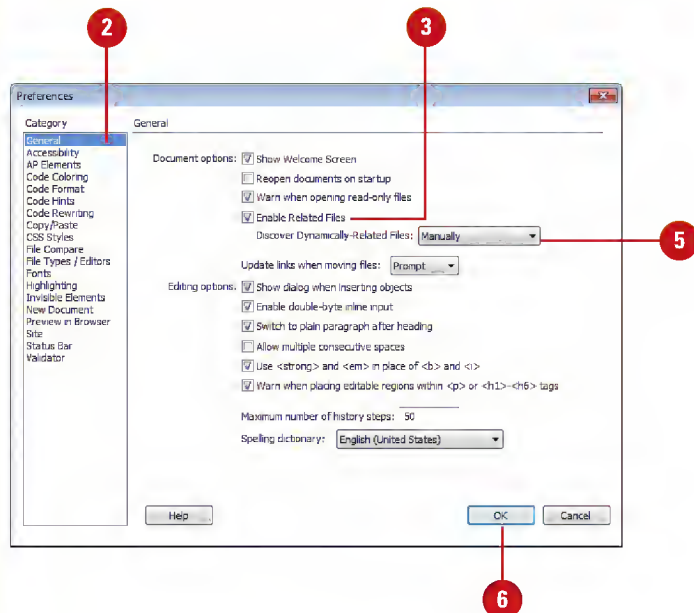 2
3
Preferences
Category
General
General
Accessibility
AP Elements
Code Coloring
Code Format
Code Hints
Code Rewriting
Copy/Paste
CSS Styles
File Compare
File Types / Editors
Fonts
Highlighting
Invisible Elements
New Document
Preview in Browser
Site
Status Bar
Validator
Document options: Show Welcome Screen
Reopen documents on startup
Warn when opening read-only files
Enable Related Files
Discover Dynamically-Related Files: Manually
5
Update links when moving files: Prompt
Editing options: Show dialog when inserting objects
Enable double-byte inline input
Switch to plain paragraph after heading
Allow multiple consecutive spaces
Use <strong> and <em> in place of <b> and <i>
Warn when placing editable regions within <p> or <h1>-<h6> tags
Maximum number of history steps: 50
Spelling dictionary: English (United States)
Help OK Cancel
6